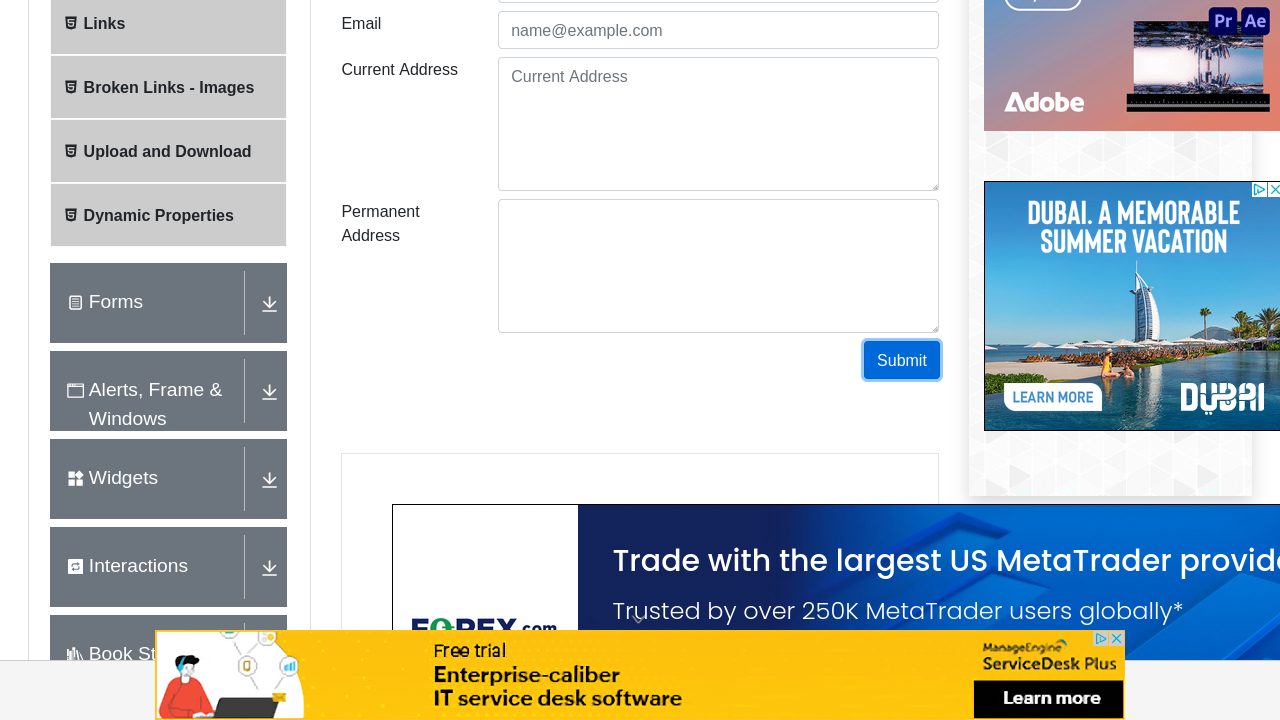 Links
Broken Links - Images
Upload and Download
Dynamic Properties
Forms
Alerts, Frame &
Windows
Widgets
Interactions
Book St
Email
name@example.com
Current Address
Current Address
Permanent
Address
Submit
Pr Ae
Adobe
DUBAI. A MEMORABLE
SUMMER VACATION
LEARN MORE
DUBAI
Trade with the largest US MetaTrader provide
Trusted by over 250K MetaTrader users globally*
FOREX.com
Free trial
Enterprise-caliber
IT service desk software
ManageEngine
ServiceDesk Plus
Learn more